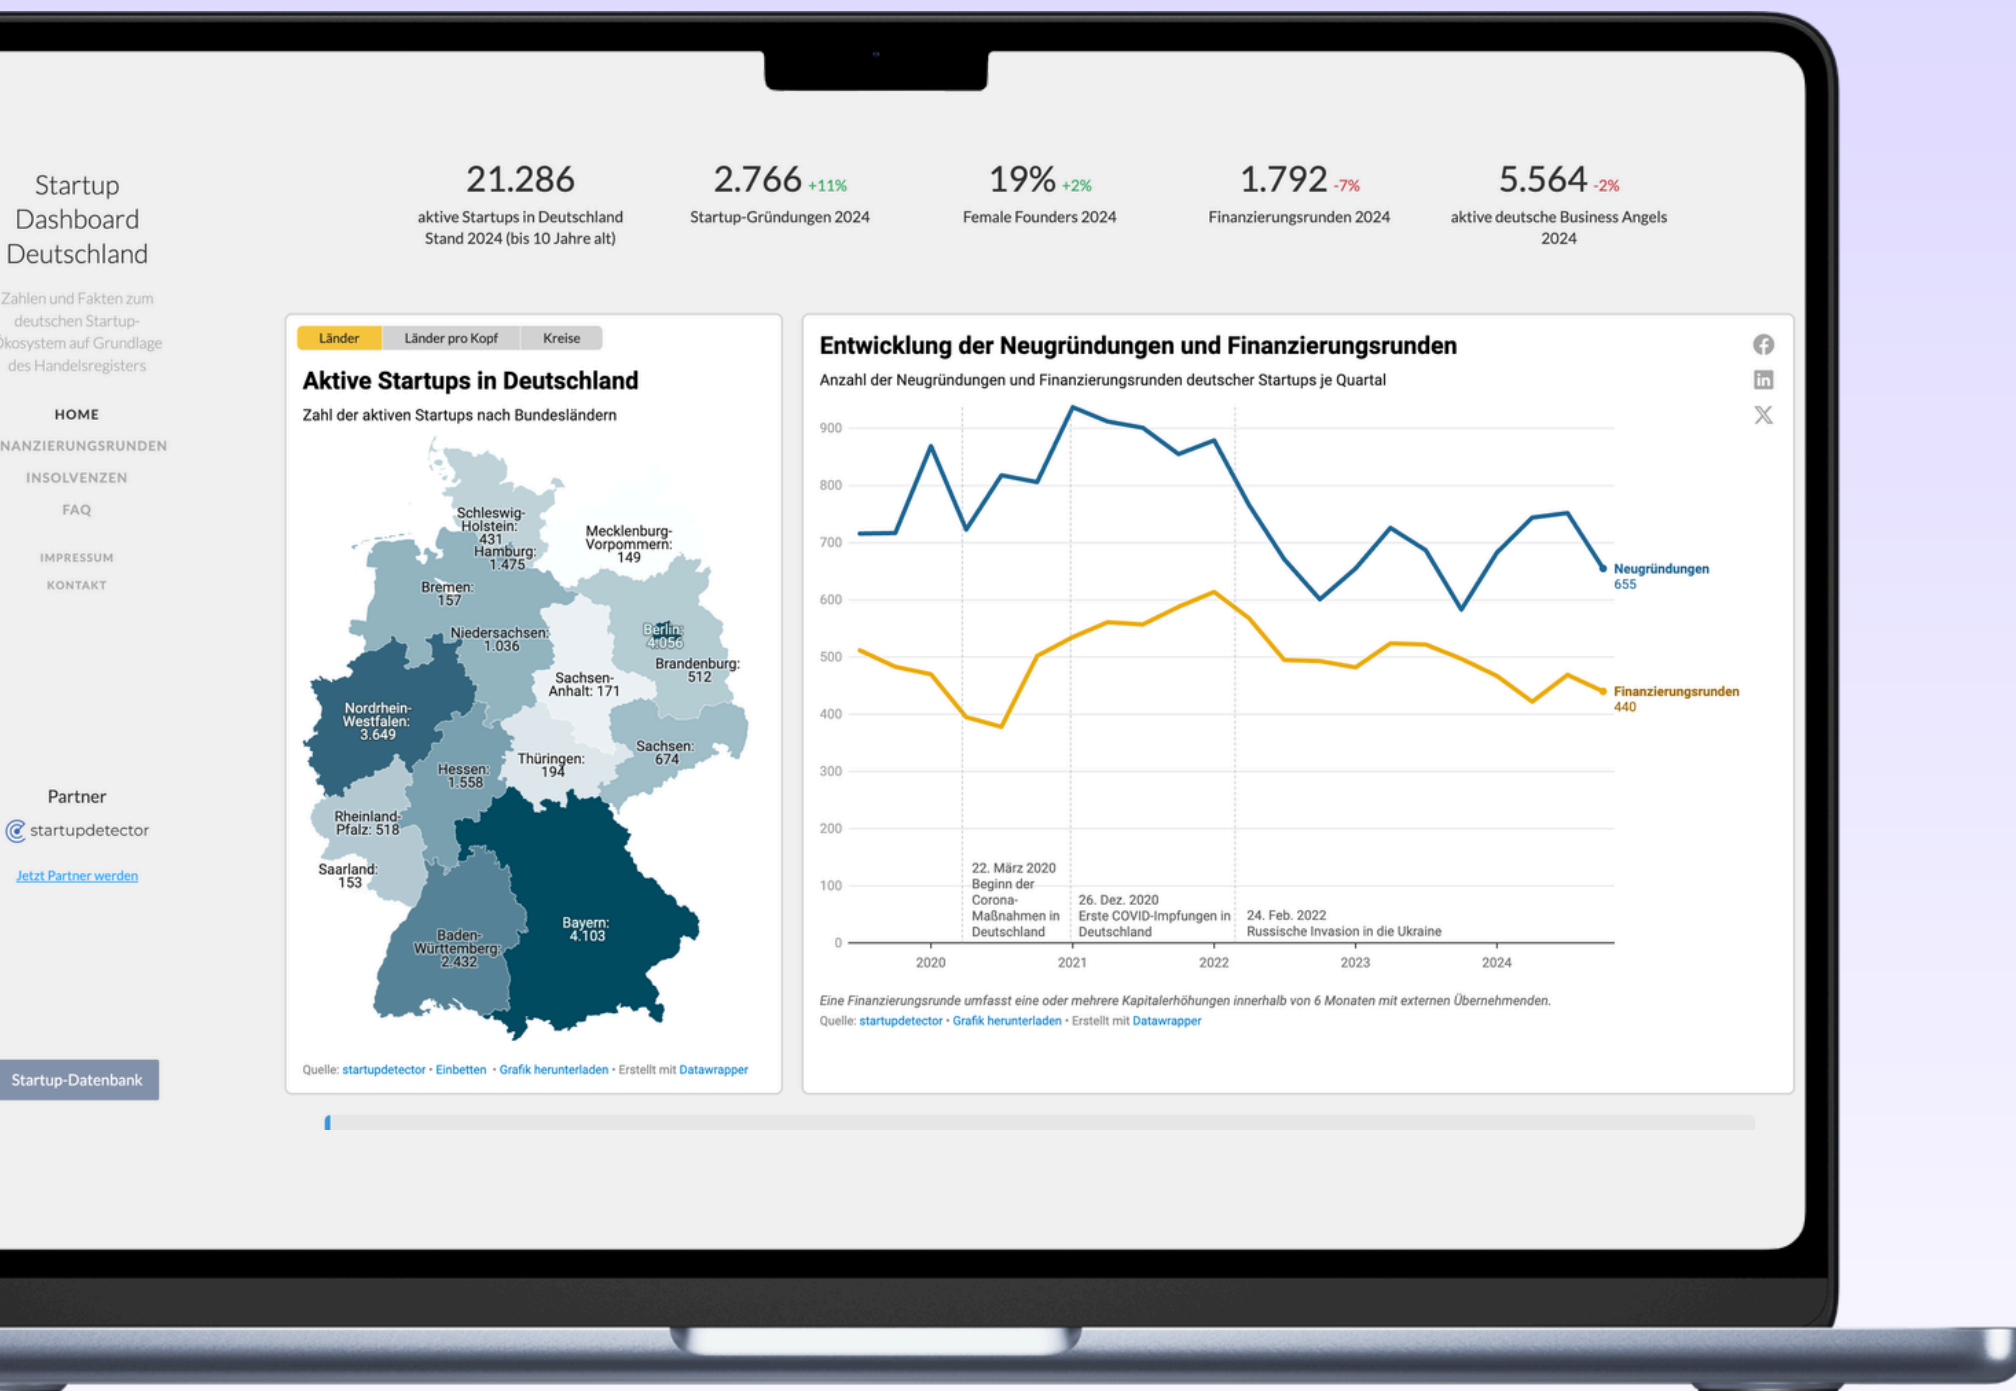 Startup
Dashboard
Deutschland
Zahlen und Fakten zum
deutschen Startup-
Ökosystem auf Grundlage
des Handelsregisters
HOME
NANZIERUNGSRUNDEN
INSOLVENZEN
FAQ
IMPRESSUM
KONTAKT
Partner
startupdetector
Jetzt Partner werden
Startup-Datenbank
21.286
aktive Startups in Deutschland
Stand 2024 (bis 10 Jahre alt)
2.766 +11%
Startup-Gründungen 2024
19% +2%
Female Founders 2024
1.792 -7%
Finanzierungsrunden 2024
5.564 -2%
aktive deutsche Business Angels
2024
Länder Länder pro Kopf Kreise
Aktive Startups in Deutschland
Zahl der aktiven Startups nach Bundesländern
Schleswig-
Holstein:
431
Hamburg:
1.475
Mecklenburg-
Vorpommern:
149
Bremen:
157
Niedersachsen:
1.036
Berlin:
4.056
Brandenburg:
512
Sachsen-
Anhalt: 171
Nordrhein-
Westfalen:
3.649
Hessen:
1.558
Thüringen:
194
Sachsen:
674
Rheinland-
Pfalz: 518
Saarland:
153
Baden-
Württemberg:
2.432
Bayern:
4.103
Quelle: startupdetector • Einbetten • Grafik herunterladen • Erstellt mit Datawrapper
Entwicklung der Neugründungen und Finanzierungsrunden
Anzahl der Neugründungen und Finanzierungsrunden deutscher Startups je Quartal
900
800
700
600
500
400
300
200
100
0
Neugründungen
655
Finanzierungsrunden
440
22. März 2020
Beginn der
Corona-
Maßnahmen in
Deutschland
26. Dez. 2020
Erste COVID-Impfungen in
Deutschland
24. Feb. 2022
Russische Invasion in die Ukraine
2020 2021 2022 2023 2024
Eine Finanzierungsrunde umfasst eine oder mehrere Kapitalerhöhungen innerhalb von 6 Monaten mit externen Übernehmenden.
Quelle: startupdetector • Grafik herunterladen • Erstellt mit Datawrapper